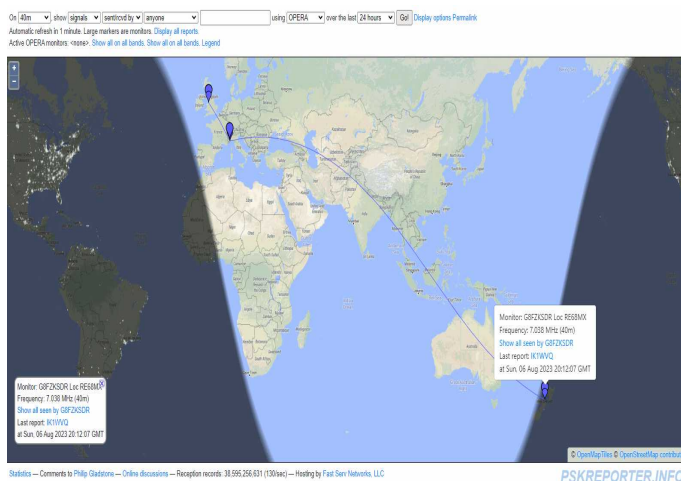 On 40m , show signals sent/rcvd by anyone using OPERA over the last 24 hours Go! Display options Permalink
Automatic refresh in 1 minute. Large markers are monitors. Display all reports.
Active OPERA monitors: <none>. Show all on all bands. Show all on all bands. Legend
+
−
Monitor: G8FZKSDR Loc RE68MX
Frequency: 7.038 MHz (40m)
Show all seen by G8FZKSDR
Last report: IK1WVQ
at Sun, 06 Aug 2023 20:12:07 GMT
Monitor: G8FZKSDR Loc RE68MX
Frequency: 7.038 MHz (40m)
Show all seen by G8FZKSDR
Last report: IK1WVQ
at Sun, 06 Aug 2023 20:12:07 GMT
© OpenMapTiles © OpenStreetMap contribut
Statistics — Comments to Philip Gladstone — Online discussions — Reception records: 38,595,256,631 (130/sec) — Hosting by Fast Serv Networks, LLC
PSKREPORTER.INFO